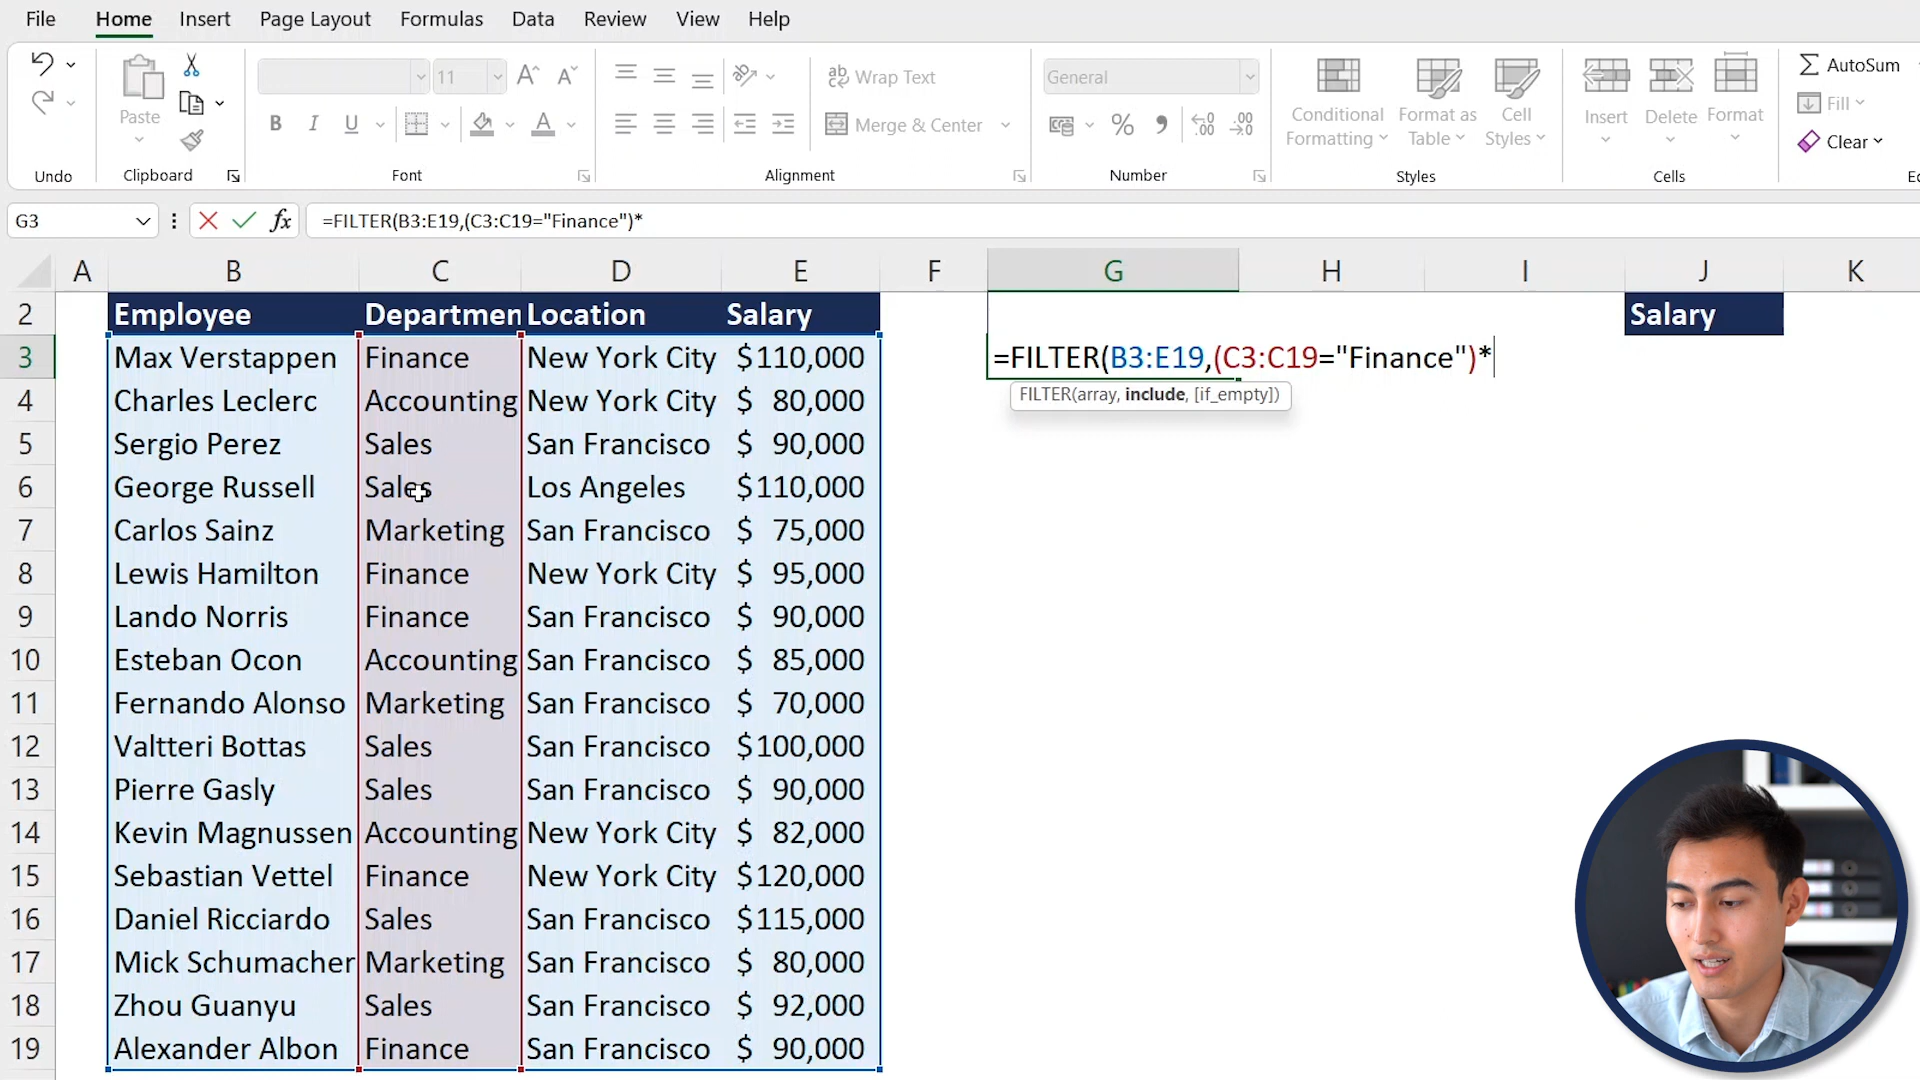 File Home Insert Page Layout Formulas Data Review View Help
11 ab Wrap Text General AutoSum
Paste Conditional Format as Cell Insert Delete Format Fill
B I U A Merge & Center % 9 .00 .00 Formatting Table Styles Clear
Undo Clipboard Font Alignment Number Styles Cells
G3 fx =FILTER(B3:E19,(C3:C19="Finance")*
A B C D E F G H I J K
2 Employee Departmen Location Salary Salary
3 Max Verstappen Finance New York City $110,000 =FILTER(B3:E19,(C3:C19="Finance")*
FILTER(array, include, [if_empty])
4 Charles Leclerc Accounting New York City $ 80,000
5 Sergio Perez Sales San Francisco $ 90,000
6 George Russell Sales Los Angeles $110,000
7 Carlos Sainz Marketing San Francisco $ 75,000
8 Lewis Hamilton Finance New York City $ 95,000
9 Lando Norris Finance San Francisco $ 90,000
10 Esteban Ocon Accounting San Francisco $ 85,000
11 Fernando Alonso Marketing San Francisco $ 70,000
12 Valtteri Bottas Sales San Francisco $100,000
13 Pierre Gasly Sales San Francisco $ 90,000
14 Kevin Magnussen Accounting New York City $ 82,000
15 Sebastian Vettel Finance New York City $120,000
16 Daniel Ricciardo Sales San Francisco $115,000
17 Mick Schumacher Marketing San Francisco $ 80,000
18 Zhou Guanyu Sales San Francisco $ 92,000
19 Alexander Albon Finance San Francisco $ 90,000